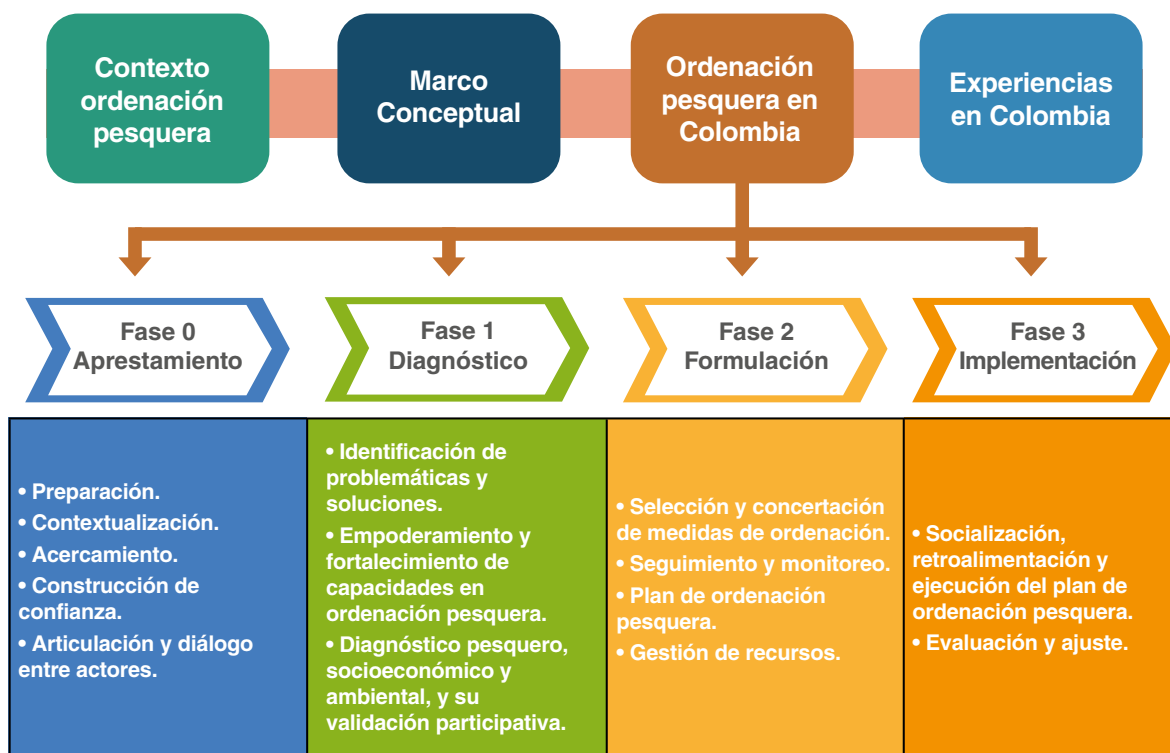 Contexto
ordenación
pesquera
Marco
Conceptual
Ordenación
pesquera en
Colombia
Experiencias
en Colombia
Fase 0
Aprestamiento
Fase 1
Diagnóstico
Fase 2
Formulación
Fase 3
Implementación
• Preparación.
• Contextualización.
• Acercamiento.
• Construcción de
confianza.
• Articulación y diálogo
entre actores.
• Identificación de
problemáticas y
soluciones.
• Empoderamiento y
fortalecimiento de
capacidades en
ordenación pesquera.
• Diagnóstico pesquero,
socioeconómico y
ambiental, y su
validación participativa.
• Selección y concertación
de medidas de ordenación.
• Seguimiento y monitoreo.
• Plan de ordenación
pesquera.
• Gestión de recursos.
• Socialización,
retroalimentación y
ejecución del plan de
ordenación pesquera.
• Evaluación y ajuste.